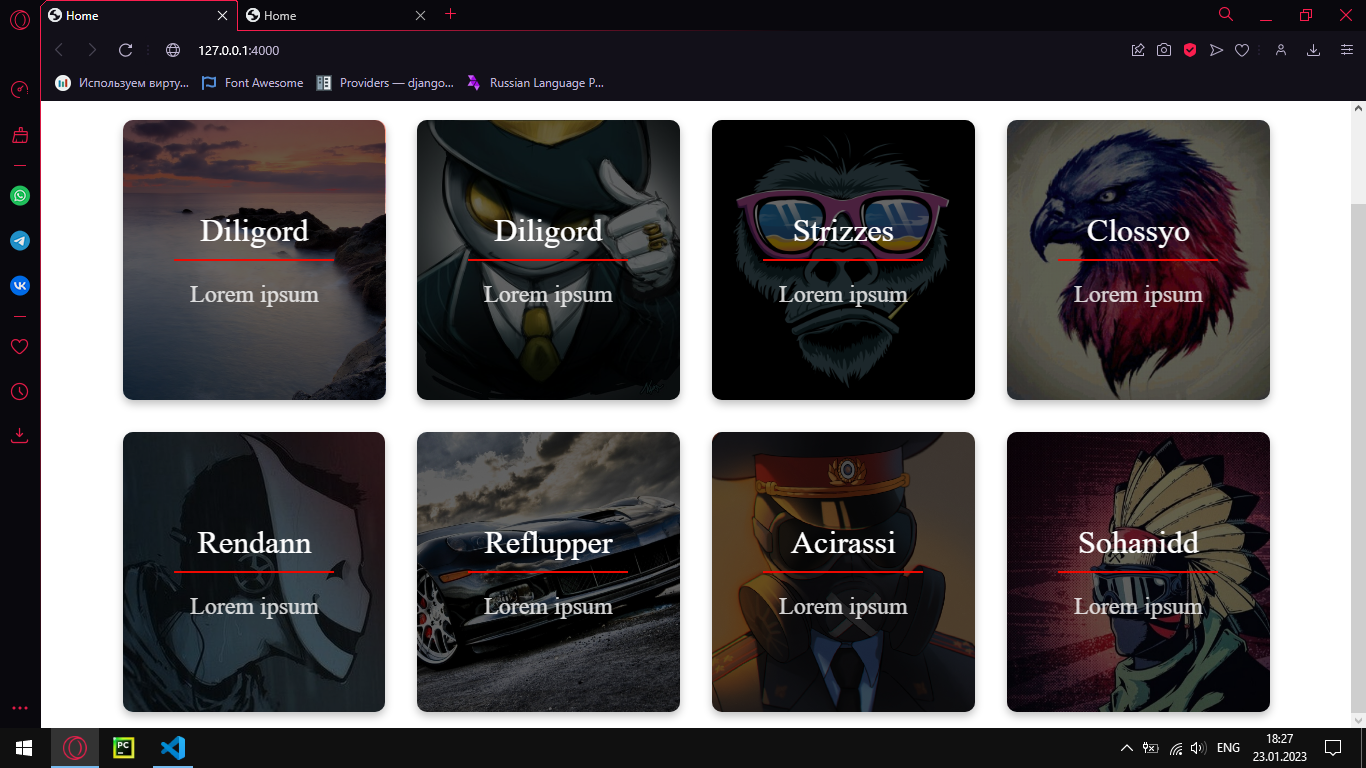 Home
Home
127.0.0.1:4000
Используем вирту...
Font Awesome
Providers — django...
Russian Language P...
Diligord
Lorem ipsum
Diligord
Lorem ipsum
Strizzes
Lorem ipsum
Clossyo
Lorem ipsum
Rendann
Lorem ipsum
Reflupper
Lorem ipsum
Acirassi
Lorem ipsum
Sohanidd
Lorem ipsum
PC
ENG
18:27
23.01.2023